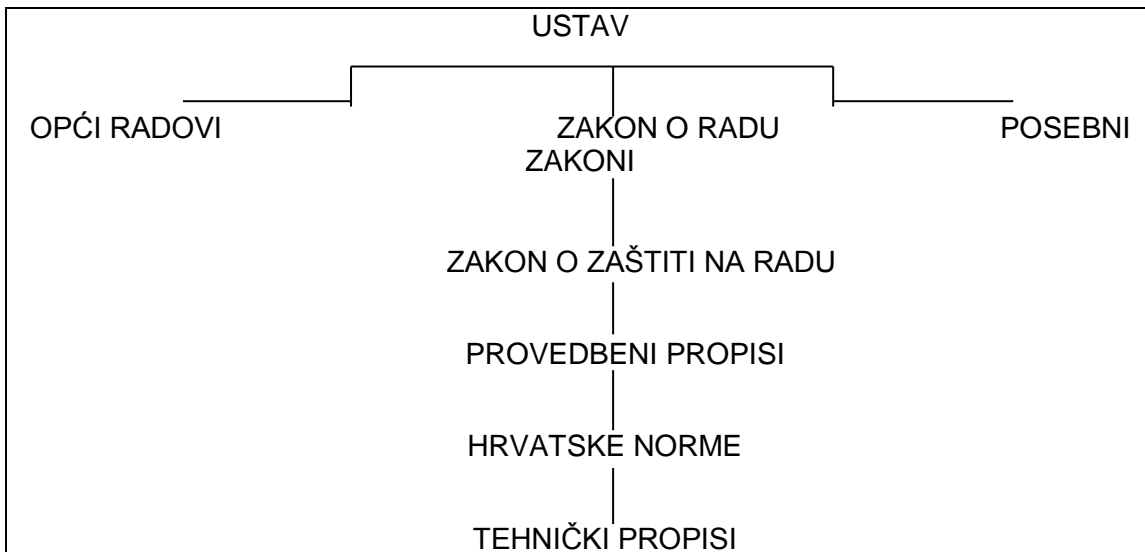 USTAV
OPĆI RADOVI ZAKON O RADU POSEBNI
ZAKONI
ZAKON O ZAŠTITI NA RADU
PROVEDBENI PROPISI
HRVATSKE NORME
TEHNIČKI PROPISI